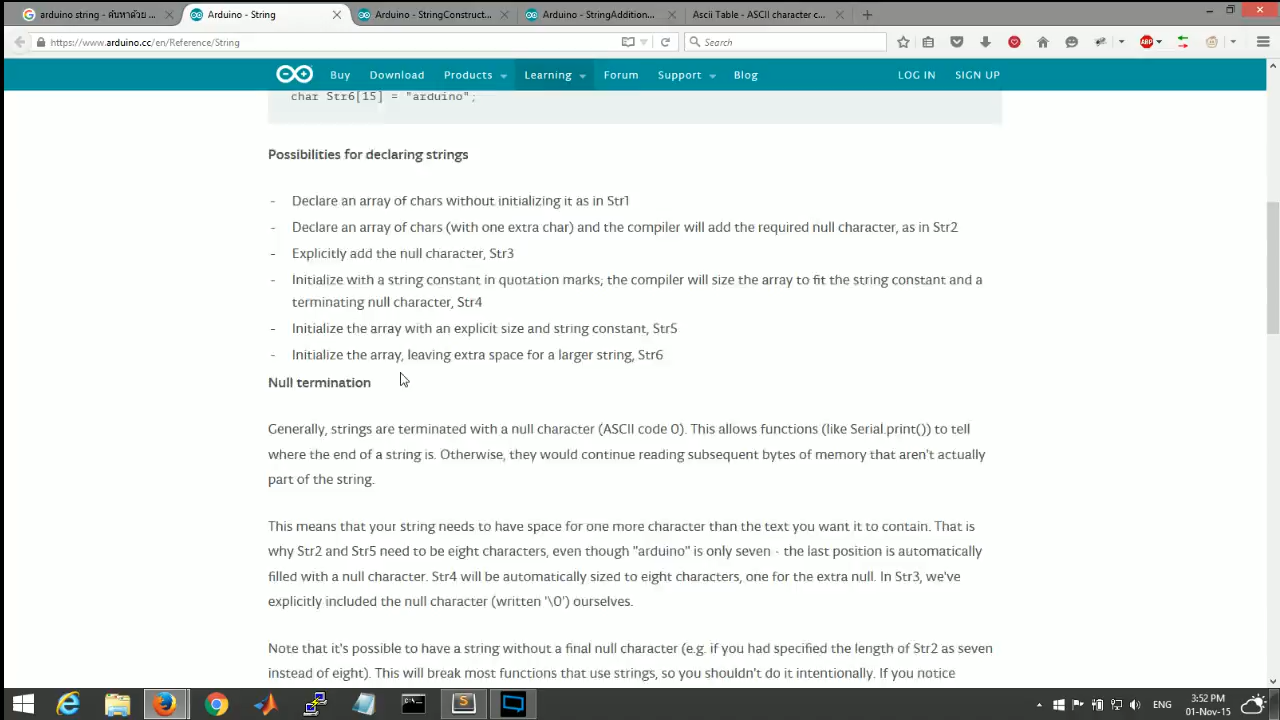 arduino string - ค้นหาด้วย ...
Arduino - String
Arduino - StringConstruct...
Arduino - StringAddition...
Ascii Table - ASCII character c...
https://www.arduino.cc/en/Reference/String
Search
ABP
Buy
Download
Products
Learning
Forum
Support
Blog
LOG IN
SIGN UP
char Str6[15] = "arduino";
Possibilities for declaring strings
- Declare an array of chars without initializing it as in Str1
- Declare an array of chars (with one extra char) and the compiler will add the required null character, as in Str2
- Explicitly add the null character, Str3
- Initialize with a string constant in quotation marks; the compiler will size the array to fit the string constant and a
terminating null character, Str4
- Initialize the array with an explicit size and string constant, Str5
- Initialize the array, leaving extra space for a larger string, Str6
Null termination
Generally, strings are terminated with a null character (ASCII code 0). This allows functions (like Serial.print()) to tell
where the end of a string is. Otherwise, they would continue reading subsequent bytes of memory that aren't actually
part of the string.
This means that your string needs to have space for one more character than the text you want it to contain. That is
why Str2 and Str5 need to be eight characters, even though "arduino" is only seven - the last position is automatically
filled with a null character. Str4 will be automatically sized to eight characters, one for the extra null. In Str3, we've
explicitly included the null character (written '\0') ourselves.
Note that it's possible to have a string without a final null character (e.g. if you had specified the length of Str2 as seven
instead of eight). This will break most functions that use strings, so you shouldn't do it intentionally. If you notice
ENG
3:52 PM
01-Nov-15